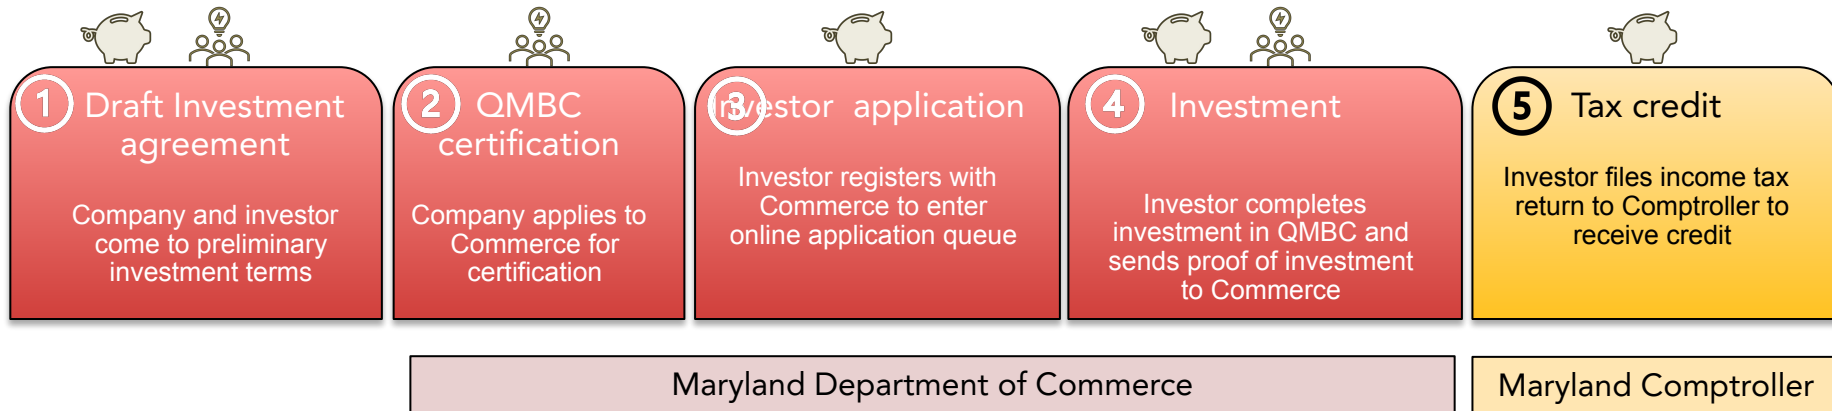 1 Draft Investment
agreement
Company and investor
come to preliminary
investment terms
2 QMBC
certification
Company applies to
Commerce for
certification
3 Investor application
Investor registers with
Commerce to enter
online application queue
4 Investment
Investor completes
investment in QMBC and
sends proof of investment
to Commerce
5 Tax credit
Investor files income tax
return to Comptroller to
receive credit
Maryland Department of Commerce
Maryland Comptroller